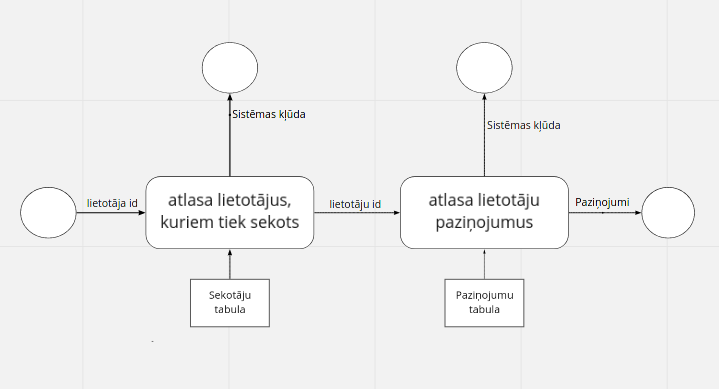 Sistēmas kļūda
Sistēmas kļūda
lietotāja id
atlasa lietotājus,
kuriem tiek sekots
lietotāju id
atlasa lietotāju
paziņojumus
Paziņojumi
Sekotāju
tabula
Paziņojumu
tabula